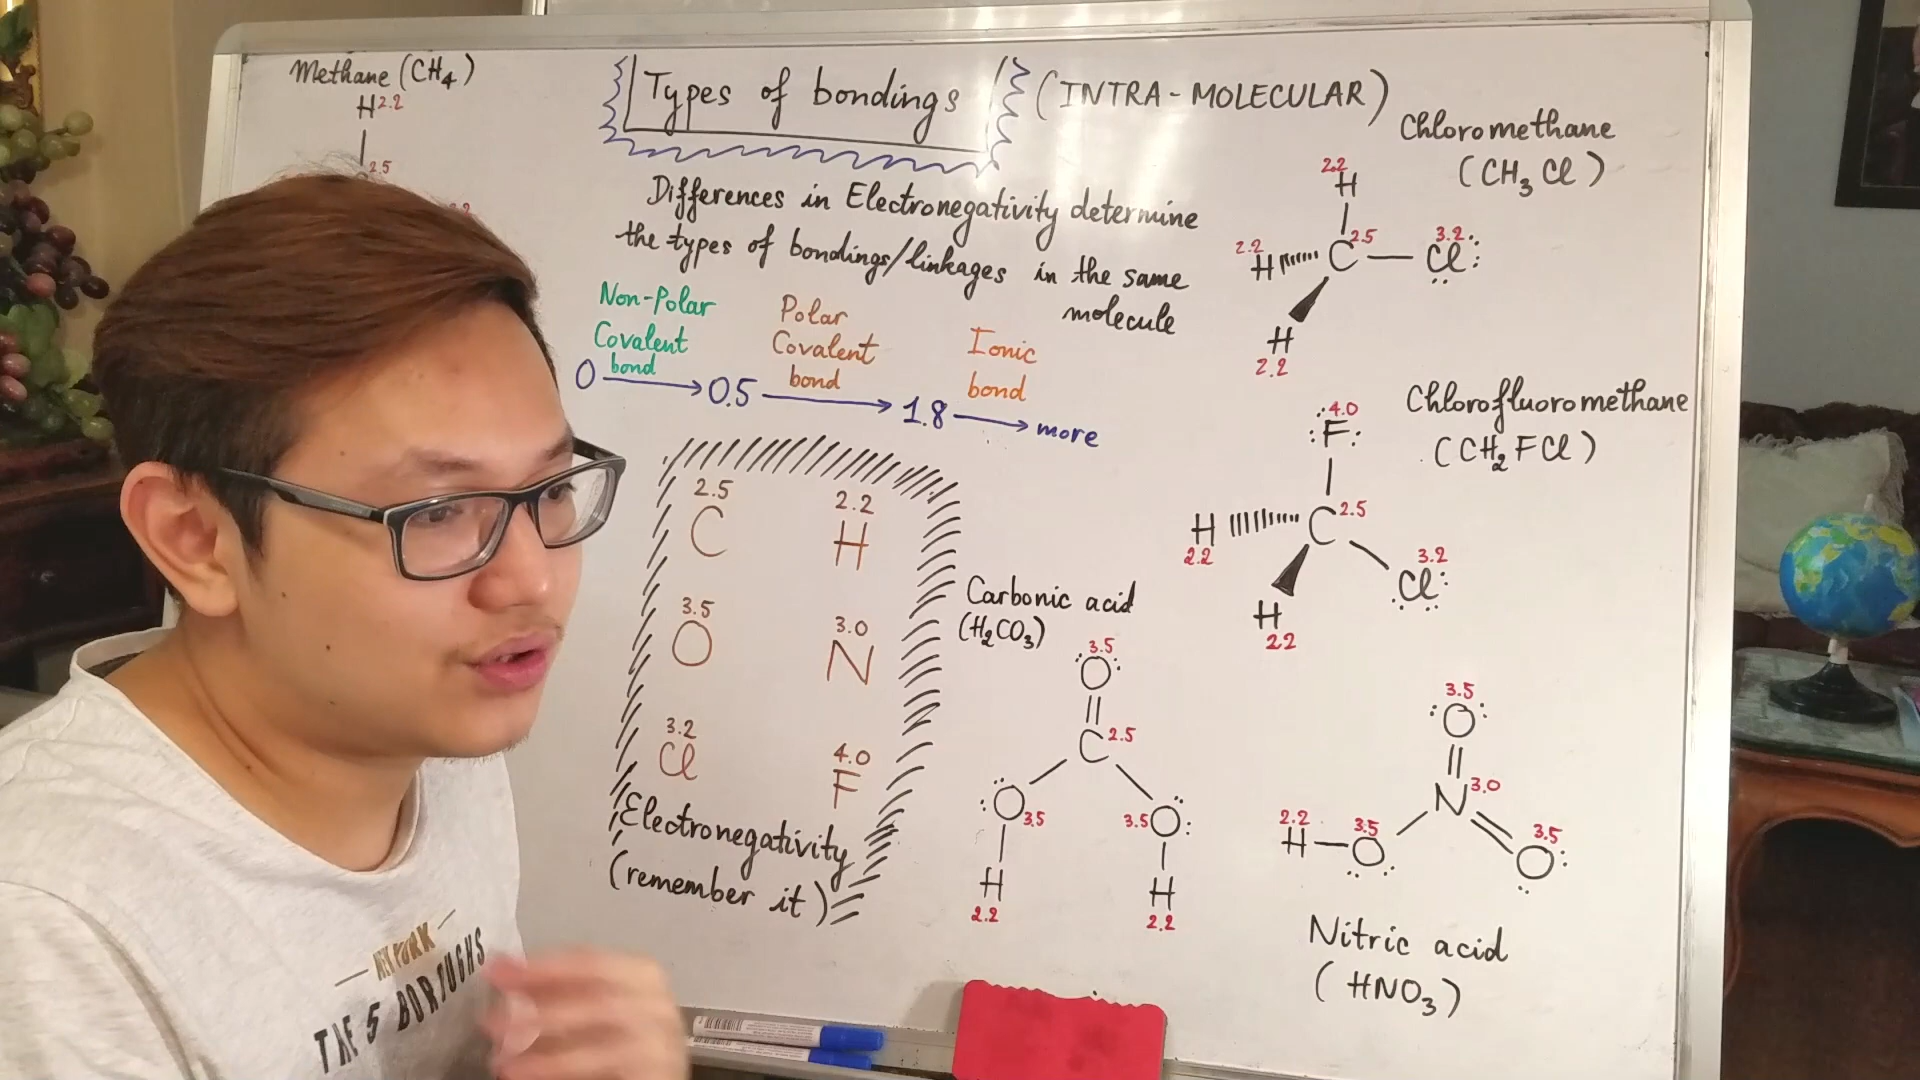 Methane (CH₄)
H 2.2
2.5
2.2
Types of bondings (INTRA-MOLECULAR)
Differences in Electronegativity determine
the types of bondings/linkages in the same
molecule
Non-Polar
Covalent
bond
Polar
Covalent
bond
Ionic
bond
0 → 0.5 → 1.8 → more
2.5 2.2
C H
3.5 3.0
O N
3.2 4.0
Cl F
Electronegativity
(remember it)
Chloromethane
(CH₃Cl)
2.2
H
2.2 2.5 3.2
H C Cl
H
2.2
Chlorofluoromethane
(CH₂FCl)
4.0
F
H C 2.5
2.2
3.2
Cl
H
2.2
Carbonic acid
(H₂CO₃)
3.5
O
C 2.5
O 3.5 3.5 O
H H
2.2 2.2
3.5
O
N 3.0
2.2 3.5 3.5
H O O
Nitric acid
(HNO₃)
THE 5 BOROUGHS